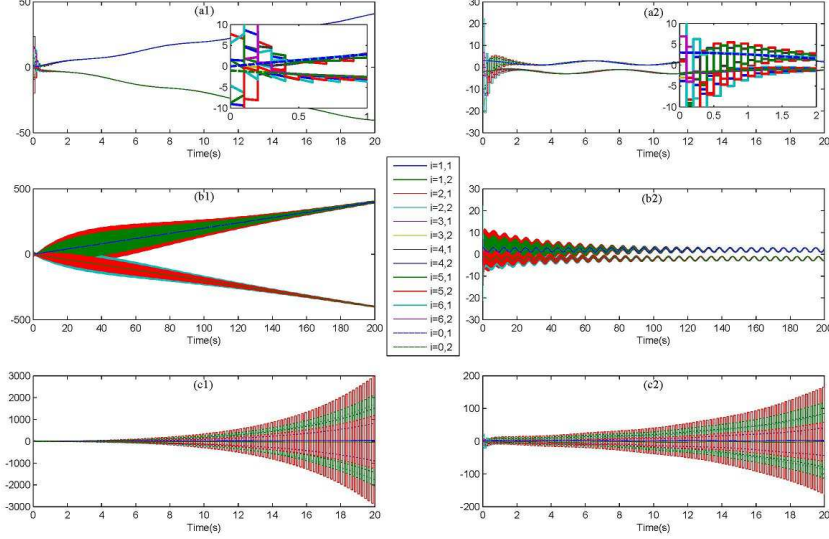 (a1)
50
0
-50
0 2 4 6 8 10 12 14 16 18 20
Time(s)
10
5
0
-5
-10
0 0.5 1
(a2)
30
20
10
0
-10
-20
-30
0 2 4 6 8 10 12 14 16 18 20
Time(s)
10
5
0
-5
-10
0 0.5 1 1.5 2
(b1)
500
0
-500
0 20 40 60 80 100 120 140 160 180 200
Time(s)
i=1,1
i=1,2
i=2,1
i=2,2
i=3,1
i=3,2
i=4,1
i=4,2
i=5,1
i=5,2
i=6,1
i=6,2
i=0,1
i=0,2
(b2)
30
20
10
0
-10
-20
0 20 40 60 80 100 120 140 160 180 200
Time(s)
(c1)
3000
2000
1000
0
-1000
-2000
-3000
0 2 4 6 8 10 12 14 16 18 20
Time(s)
(c2)
200
100
0
-100
-200
0 2 4 6 8 10 12 14 16 18 20
Time(s)